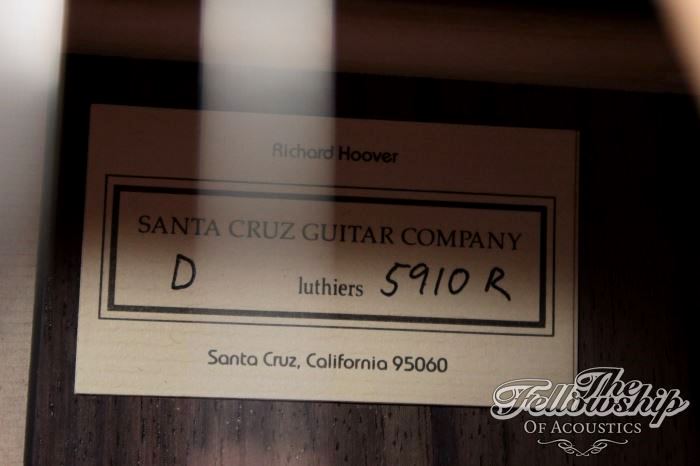 Richard Hoover
SANTA CRUZ GUITAR COMPANY
D luthiers 5910 R
Santa Cruz, California 95060
The
Fellowship
OF ACOUSTICS